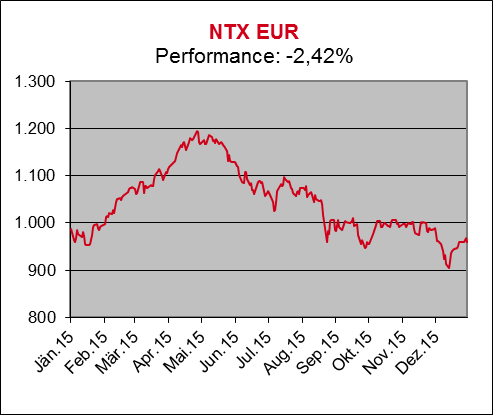 NTX EUR
Performance: -2,42%
1.300
1.200
1.100
1.000
900
800
Jän.15
Feb.15
Mär.15
Apr.15
Mai.15
Jun.15
Jul.15
Aug.15
Sep.15
Okt.15
Nov.15
Dez.15